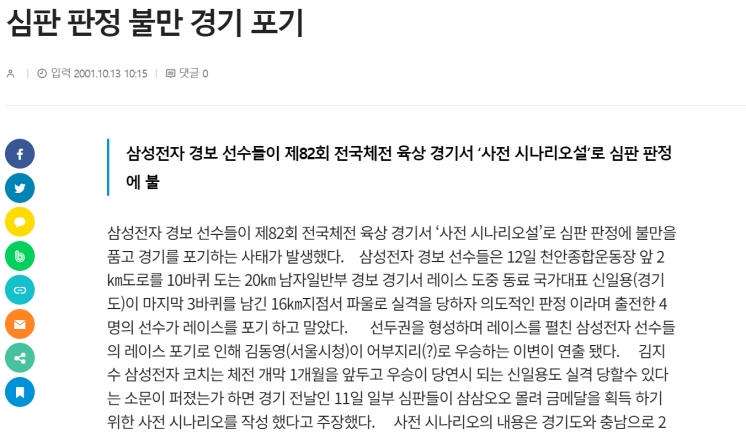 심판 판정 불만 경기 포기
입력 2001.10.13 10:15 댓글 0
삼성전자 경보 선수들이 제82회 전국체전 육상 경기서 ‘사전 시나리오설’로 심판 판정
에 불
삼성전자 경보 선수들이 제82회 전국체전 육상 경기서 ‘사전 시나리오설’로 심판 판정에 불만을
품고 경기를 포기하는 사태가 발생했다. 삼성전자 경보 선수들은 12일 천안종합운동장 앞 2
㎞도로를 10바퀴 도는 20㎞ 남자일반부 경보 경기서 레이스 도중 동료 국가대표 신일용(경기
도)이 마지막 3바퀴를 남긴 16㎞지점서 파울로 실격을 당하자 의도적인 판정 이라며 출전한 4
명의 선수가 레이스를 포기 하고 말았다. 선두권을 형성하며 레이스를 펼친 삼성전자 선수들
의 레이스 포기로 인해 김동영(서울시청)이 어부지리(?)로 우승하는 이변이 연출 됐다. 김지
수 삼성전자 코치는 체전 개막 1개월을 앞두고 우승이 당연시 되는 신일용도 실격 당할수 있다
는 소문이 퍼졌는가 하면 경기 전날인 11일 일부 심판들이 삼삼오오 몰려 금메달을 획득 하기
위한 사전 시나리오를 작성 했다고 주장했다. 사전 시나리오의 내용은 경기도와 충남으로 2